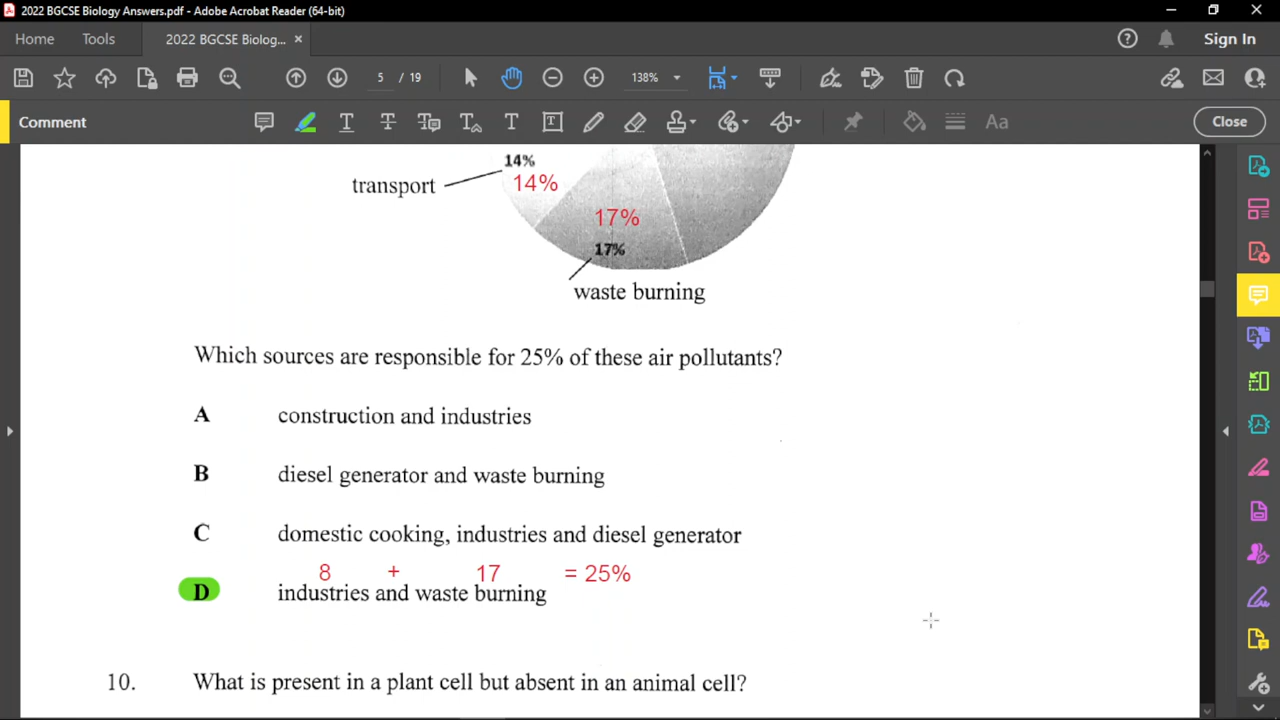 2022 BGCSE Biology Answers.pdf - Adobe Acrobat Reader (64-bit)
Home Tools 2022 BGCSE Biolog... × Sign In
5 / 19 138%
Comment Aa Close
14%
transport 14%
17%
17%
waste burning
Which sources are responsible for 25% of these air pollutants?
A construction and industries
B diesel generator and waste burning
C domestic cooking, industries and diesel generator
8 + 17 = 25%
D industries and waste burning
10. What is present in a plant cell but absent in an animal cell?